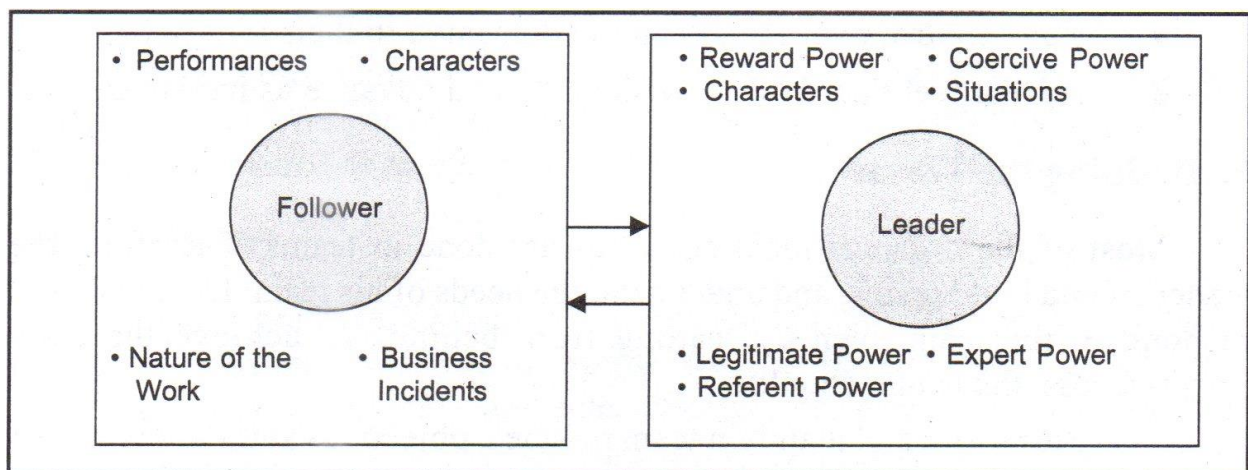 • Performances • Characters
Follower
• Nature of the Work
• Business Incidents
• Reward Power • Coercive Power
• Characters • Situations
Leader
• Legitimate Power • Expert Power
• Referent Power